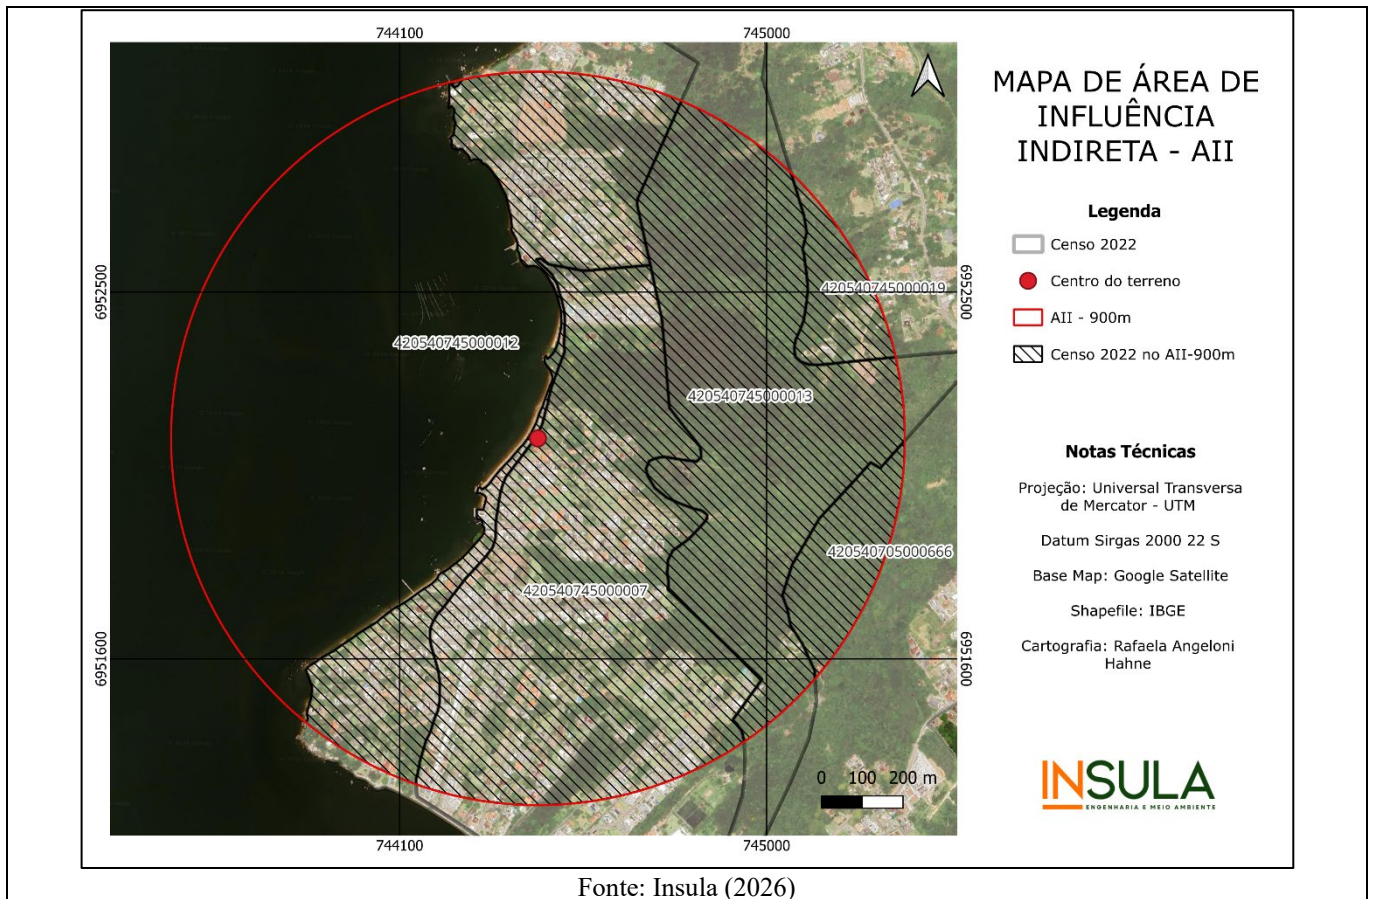 744100
745000
MAPA DE ÁREA DE
INFLUÊNCIA
INDIRETA - AII
Legenda
Censo 2022
Centro do terreno
AII - 900m
Censo 2022 no AII-900m
6952500
6952500
420540745000019
420540745000012
420540745000013
420540705000666
420540745000007
Notas Técnicas
Projeção: Universal Transversa
de Mercator - UTM
Datum Sirgas 2000 22 S
Base Map: Google Satellite
Shapefile: IBGE
Cartografia: Rafaela Angeloni
Hahne
6951600
6951600
0 100 200 m
INSULA
ENGENHARIA E MEIO AMBIENTE
744100
745000
Fonte: Insula (2026)